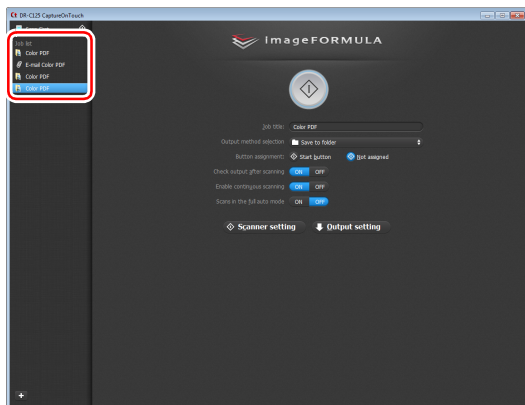 Ct DR-C125 CaptureOnTouch
Job list
Color PDF
E-mail Color PDF
Color PDF
Color PDF
imageFORMULA
Job title: Color PDF
Output method selection Save to folder
Button assignment: Start button Not assigned
Check output after scanning ON OFF
Enable continuous scanning ON OFF
Scans in the full auto mode ON OFF
Scanner setting Output setting